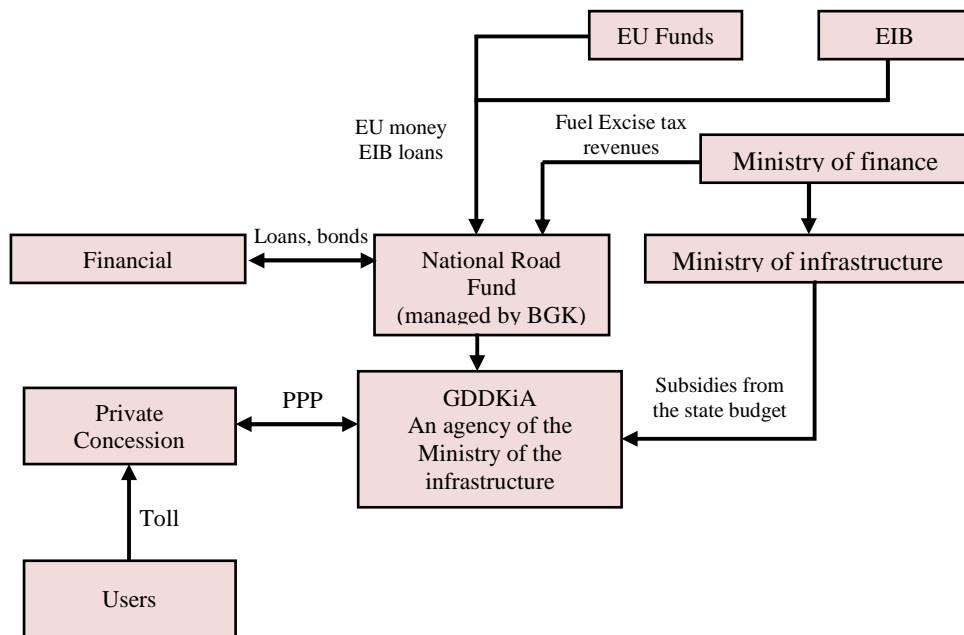 EU Funds
EIB
EU money
EIB loans
Fuel Excise tax
revenues
Ministry of finance
Financial
Loans, bonds
National Road
Fund
(managed by BGK)
Ministry of infrastructure
Private
Concession
PPP
GDDKiA
An agency of the
Ministry of the
infrastructure
Subsidies from
the state budget
Toll
Users